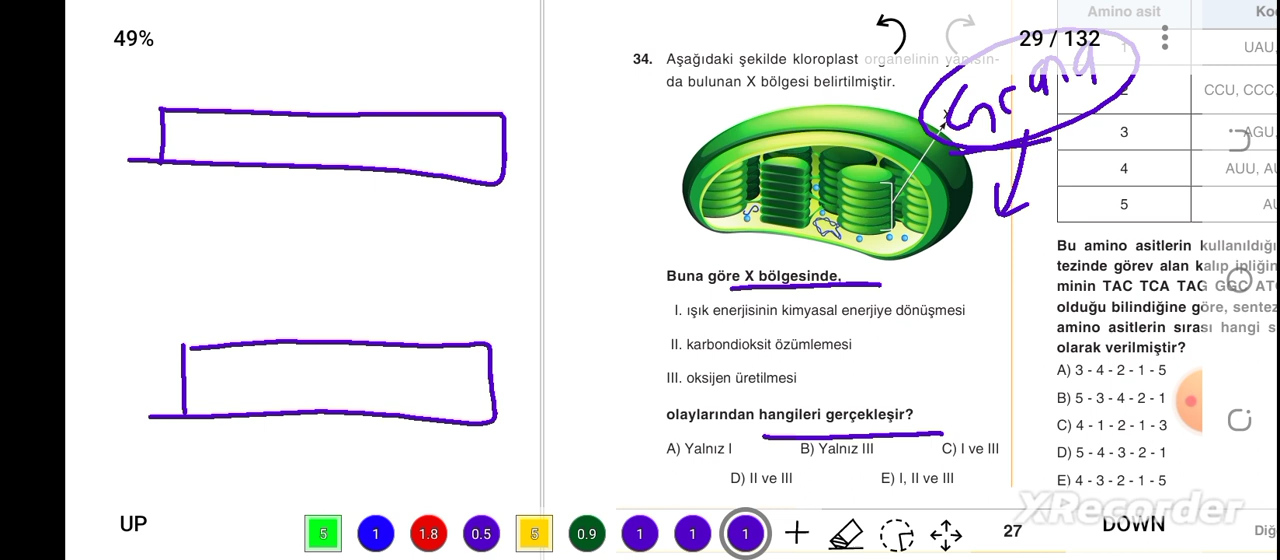 49%
29 / 132
34. Aşağıdaki şekilde kloroplast organelinin yapısın-
da bulunan X bölgesi belirtilmiştir.
X
Grana
Buna göre X bölgesinde,
I. ışık enerjisinin kimyasal enerjiye dönüşmesi
II. karbondioksit özümlemesi
III. oksijen üretilmesi
olaylarından hangileri gerçekleşir?
A) Yalnız I B) Yalnız III C) I ve III
D) II ve III E) I, II ve III
Amino asit Ko
1 UAU,
2 CCU, CCC,
3 AGU
4 AUU, AU
5 AU
Bu amino asitlerin kullanıldığı
tezinde görev alan kalıp ipliğin
minin TAC TCA TAG GGC ATC
olduğu bilindiğine göre, sentez
amino asitlerin sırası hangi s
olarak verilmiştir?
A) 3 - 4 - 2 - 1 - 5
B) 5 - 3 - 4 - 2 - 1
C) 4 - 1 - 2 - 1 - 3
D) 5 - 4 - 3 - 2 - 1
E) 4 - 3 - 2 - 1 - 5
UP
5 1 1.8 0.5 5 0.9 1 1 1
27
DOWN
Diğ
XRecorder